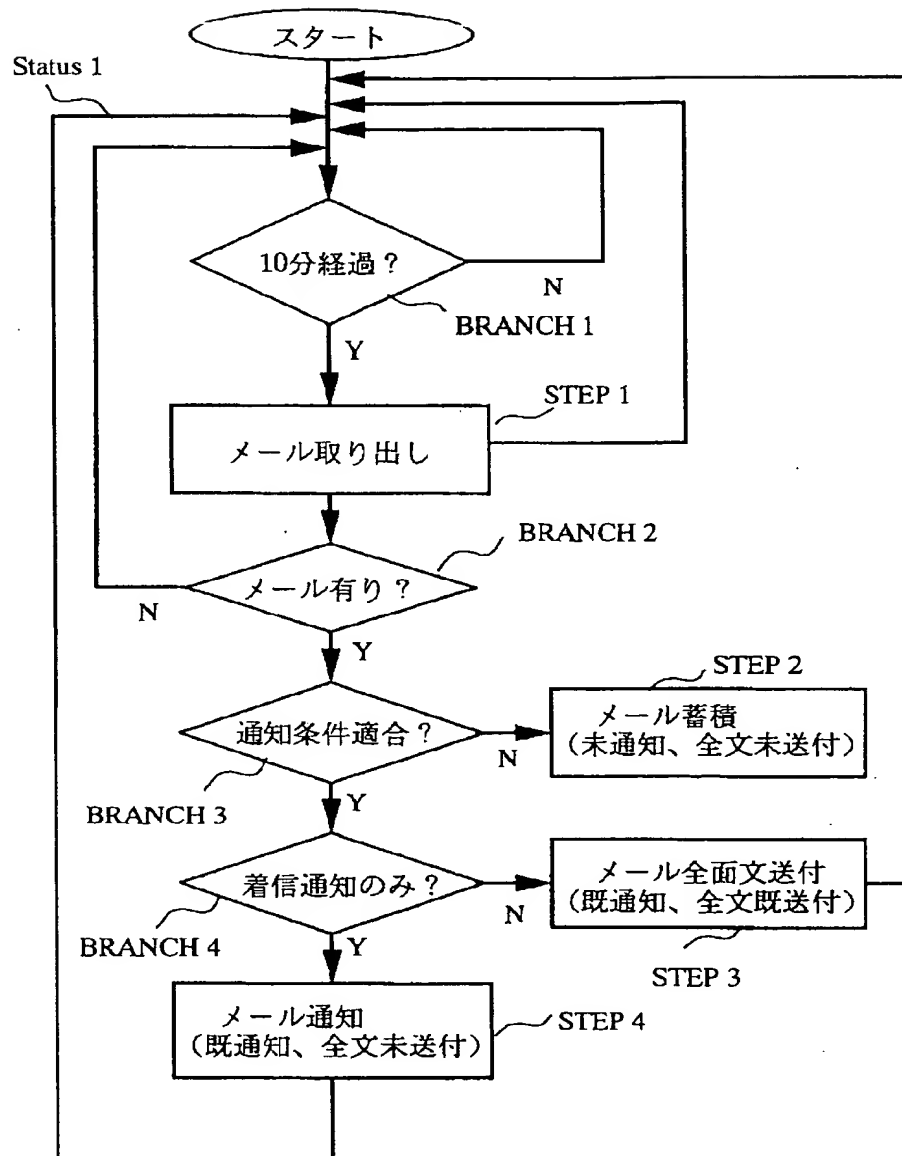 スタート
Status 1
10分経過？
N
BRANCH 1
Y
STEP 1
メール取り出し
BRANCH 2
メール有り？
N
Y
STEP 2
通知条件適合？
メール蓄積
（未通知、全文未送付）
N
BRANCH 3
Y
着信通知のみ？
メール全面文送付
（既通知、全文既送付）
N
BRANCH 4
Y
STEP 3
メール通知
（既通知、全文未送付）
STEP 4